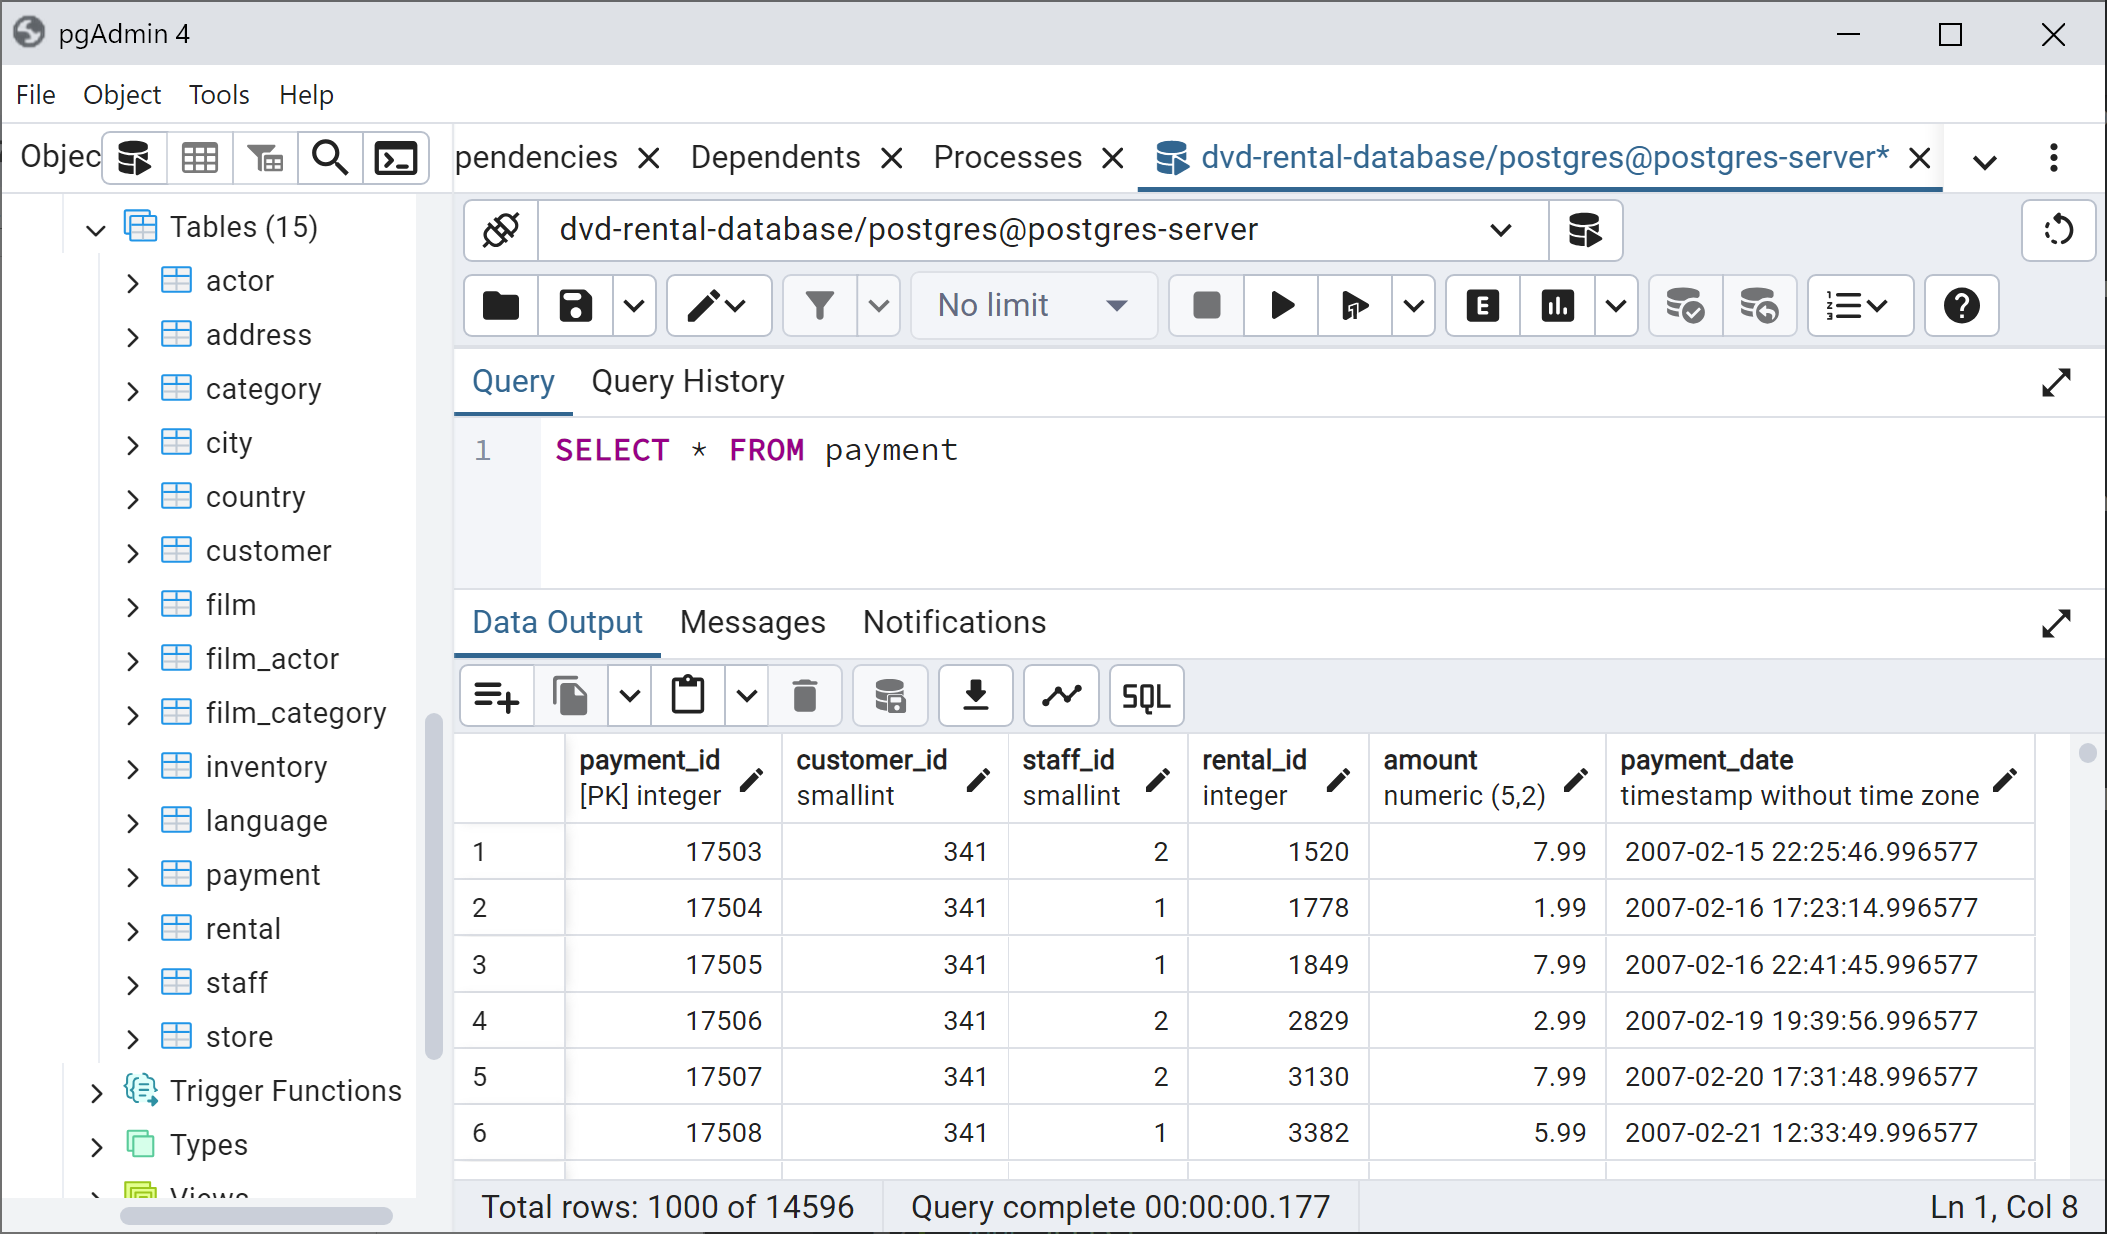 pgAdmin 4
File Object Tools Help
Objec
pendencies Dependents Processes dvd-rental-database/postgres@postgres-server*
dvd-rental-database/postgres@postgres-server
No limit
Query Query History
1 SELECT * FROM payment
Tables (15)
actor
address
category
city
country
customer
film
film_actor
film_category
inventory
language
payment
rental
staff
store
Trigger Functions
Types
Views
Data Output Messages Notifications
SQL
payment_id customer_id staff_id rental_id amount payment_date
[PK] integer smallint smallint integer numeric (5,2) timestamp without time zone
1 17503 341 2 1520 7.99 2007-02-15 22:25:46.996577
2 17504 341 1 1778 1.99 2007-02-16 17:23:14.996577
3 17505 341 1 1849 7.99 2007-02-16 22:41:45.996577
4 17506 341 2 2829 2.99 2007-02-19 19:39:56.996577
5 17507 341 2 3130 7.99 2007-02-20 17:31:48.996577
6 17508 341 1 3382 5.99 2007-02-21 12:33:49.996577
Total rows: 1000 of 14596 Query complete 00:00:00.177 Ln 1, Col 8